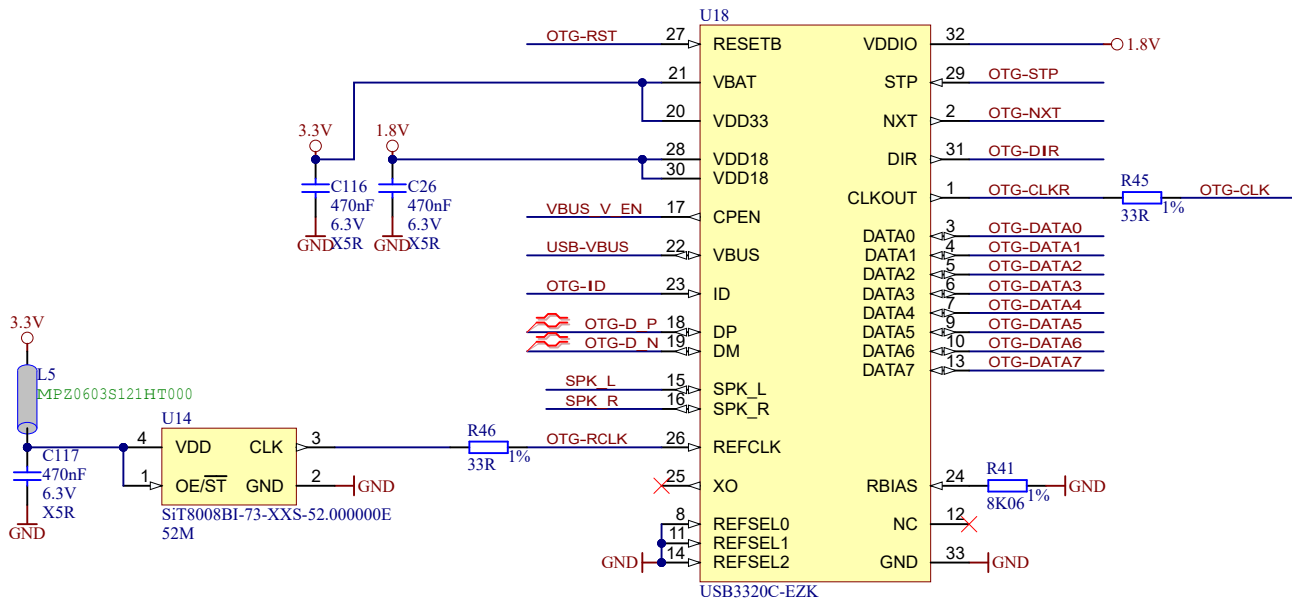 U18
OTG-RST 27 RESETB VDDIO 32 1.8V
21 VBAT STP 29 OTG-STP
20 VDD33 NXT 2 OTG-NXT
3.3V 1.8V
28 VDD18 DIR 31 OTG-DIR
30 VDD18
C116 C26
470nF 470nF
6.3V 6.3V
X5R X5R
GND GND
CLKOUT 1 OTG-CLKR R45 OTG-CLK
33R 1%
VBUS_V_EN 17 CPEN
DATA0 3 OTG-DATA0
USB-VBUS 22 VBUS DATA1 4 OTG-DATA1
DATA2 5 OTG-DATA2
OTG-ID 23 ID DATA3 6 OTG-DATA3
DATA4 7 OTG-DATA4
OTG-D_P 18 DP DATA5 9 OTG-DATA5
OTG-D_N 19 DM DATA6 10 OTG-DATA6
DATA7 13 OTG-DATA7
3.3V
L5
MPZ0603S121HT000
SPK_L 15 SPK_L
SPK_R 16 SPK_R
U14
4 VDD CLK 3 R46 OTG-RCLK 26 REFCLK
33R 1%
C117
470nF
6.3V
X5R
GND
1 OE/ST GND 2 GND
SiT8008BI-73-XXS-52.000000E
52M
25 XO RBIAS 24 R41 GND
8K06 1%
8 REFSEL0 NC 12
11 REFSEL1
GND 14 REFSEL2 GND 33 GND
USB3320C-EZK